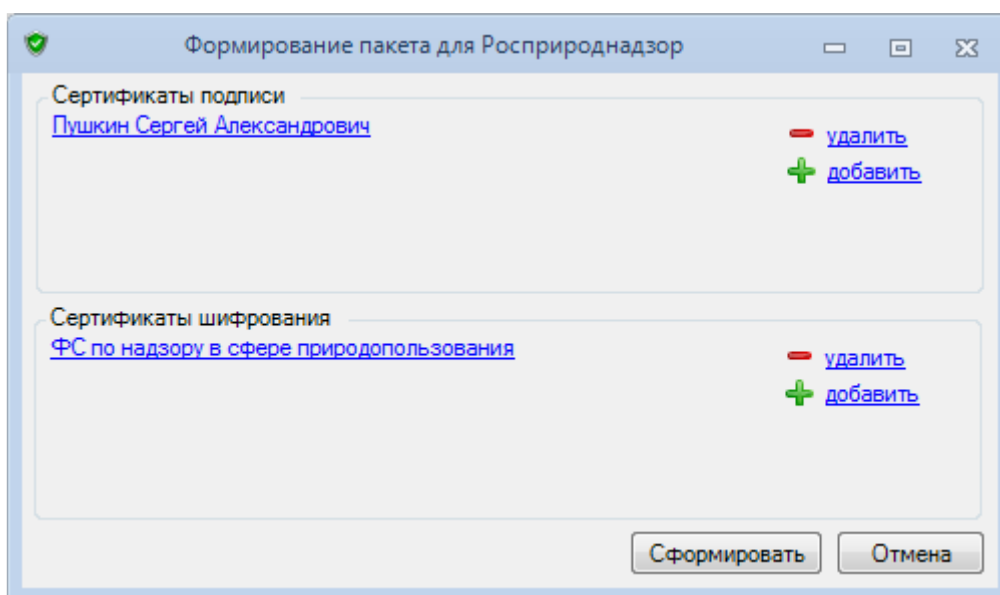 Формирование пакета для Росприроднадзор
Сертификаты подписи
Пушкин Сергей Александрович
удалить
добавить
Сертификаты шифрования
ФС по надзору в сфере природопользования
удалить
добавить
Сформировать Отмена